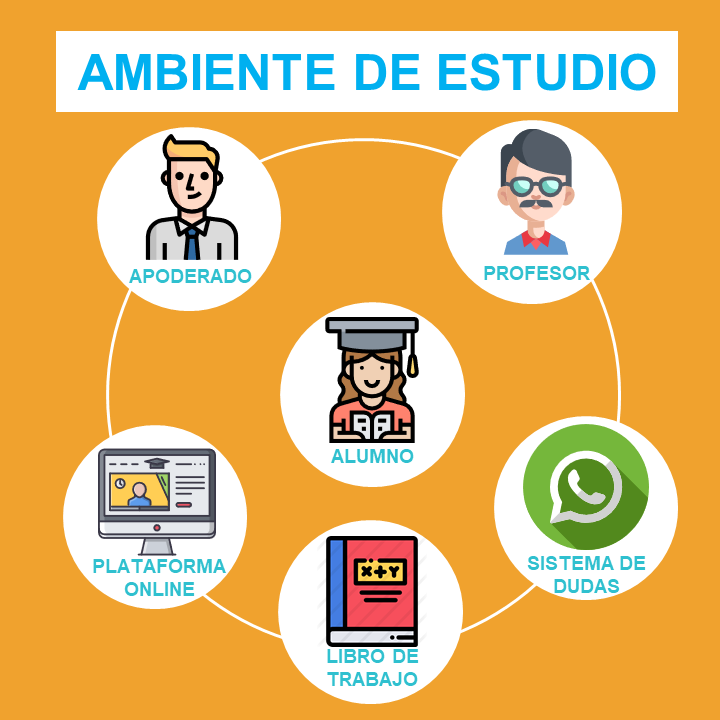 AMBIENTE DE ESTUDIO
APODERADO
PROFESOR
ALUMNO
PLATAFORMA
ONLINE
SISTEMA DE
DUDAS
X+Y
LIBRO DE
TRABAJO